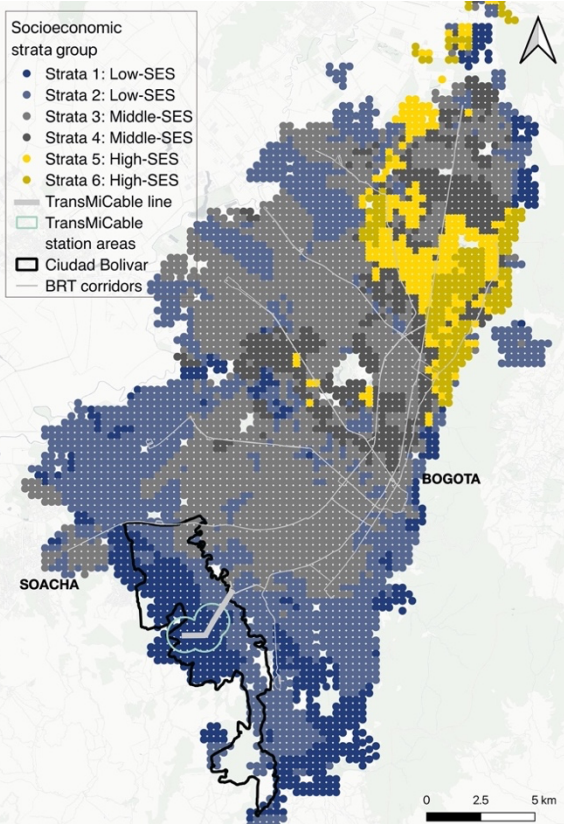 Socioeconomic
strata group
Strata 1: Low-SES
Strata 2: Low-SES
Strata 3: Middle-SES
Strata 4: Middle-SES
Strata 5: High-SES
Strata 6: High-SES
TransMiCable line
TransMiCable
station areas
Ciudad Bolivar
BRT corridors
BOGOTA
SOACHA
0 2.5 5 km